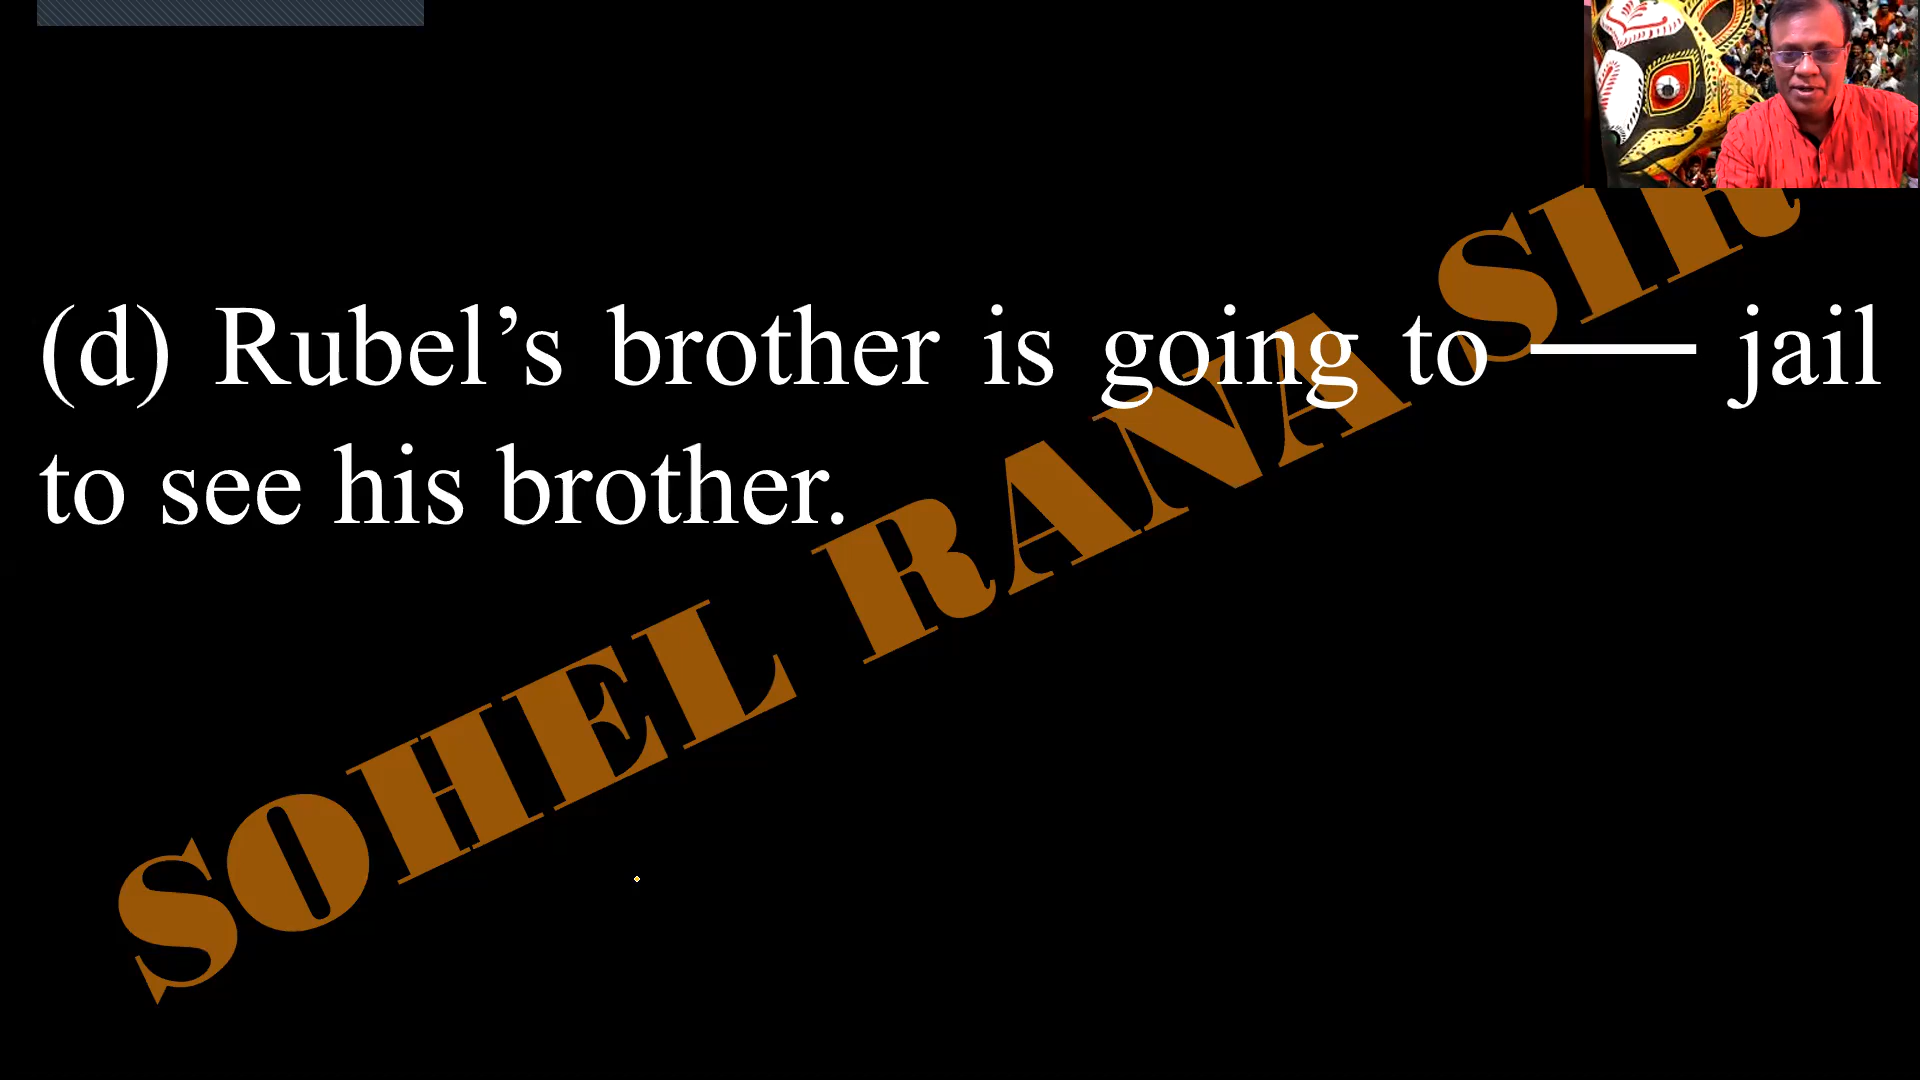 (d) Rubel’s brother is going to —— jail
to see his brother.
SOHEL RANA SIR